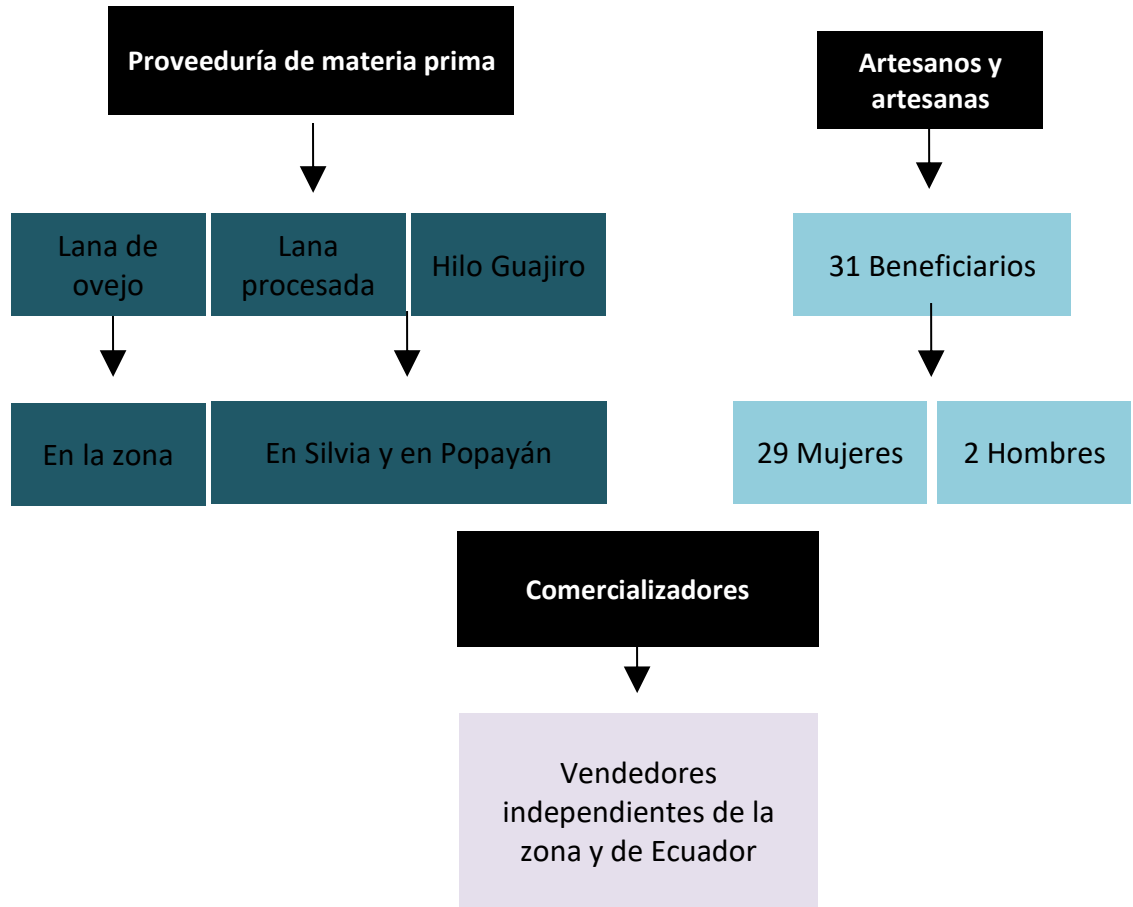 Proveeduría de materia prima
Artesanos y
artesanas
Lana de
ovejo
Lana
procesada
Hilo Guajiro
31 Beneficiarios
En la zona
En Silvia y en Popayán
29 Mujeres
2 Hombres
Comercializadores
Vendedores
independientes de la
zona y de Ecuador